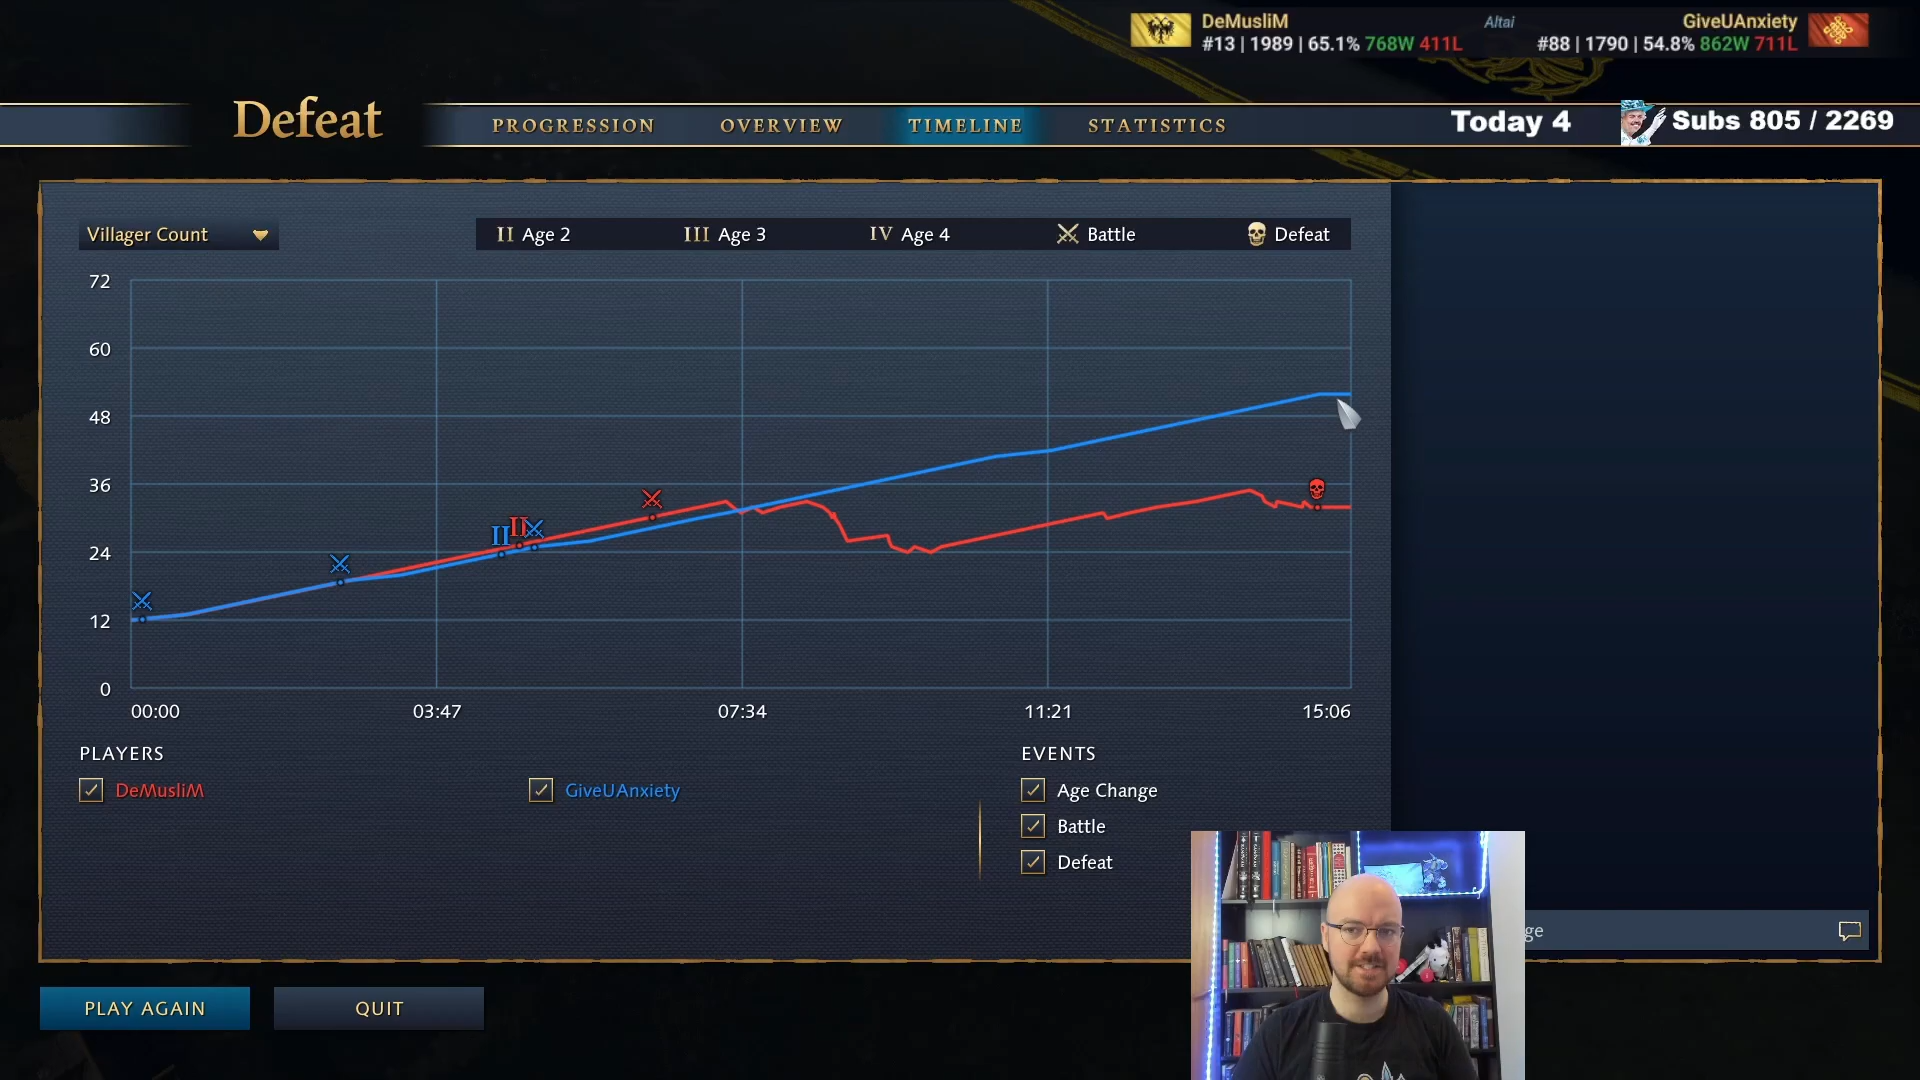 DeMusliM
Altai
GiveUAnxiety
#13 | 1989 | 65.1% 768W 411L
#88 | 1790 | 54.8% 862W 711L
Defeat
PROGRESSION
OVERVIEW
TIMELINE
STATISTICS
Today 4
Subs 805 / 2269
Villager Count
II Age 2
III Age 3
IV Age 4
Battle
Defeat
72
60
48
36
24
12
0
II
II
00:00
03:47
07:34
11:21
15:06
PLAYERS
DeMusliM
GiveUAnxiety
EVENTS
Age Change
Battle
Defeat
ge
PLAY AGAIN
QUIT